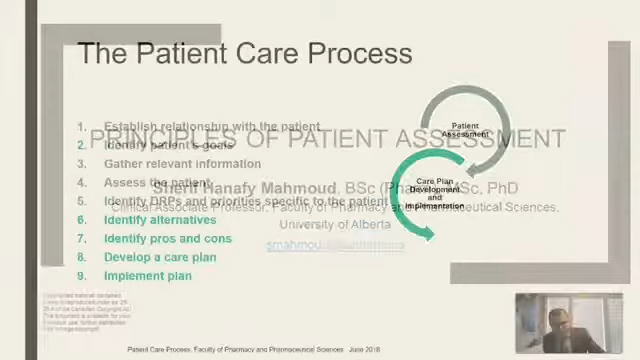 The Patient Care Process
1. Establish relationship with the patient
2. Identify patient's goals
3. Gather relevant information
4. Assess the patient
5. Identify DRPs and priorities specific to the patient
6. Identify alternatives
7. Identify pros and cons
8. Develop a care plan
9. Implement plan
Patient
Assessment
Care Plan
Development
and
Implementation
PRINCIPLES OF PATIENT ASSESSMENT
Sherif Hanafy Mahmoud, BSc (Pharm), MSc, PhD
Clinical Associate Professor, Faculty of Pharmacy and Pharmaceutical Sciences,
University of Alberta
Patient Care Process, Faculty of Pharmacy and Pharmaceutical Sciences June 2018